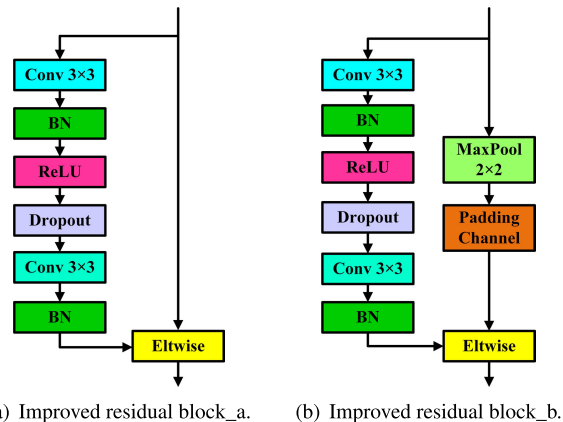 Conv 3×3
BN
ReLU
Dropout
Conv 3×3
BN
Eltwise
a) Improved residual block_a.
Conv 3×3
BN
ReLU
Dropout
Conv 3×3
BN
MaxPool
2×2
Padding
Channel
Eltwise
(b) Improved residual block_b.